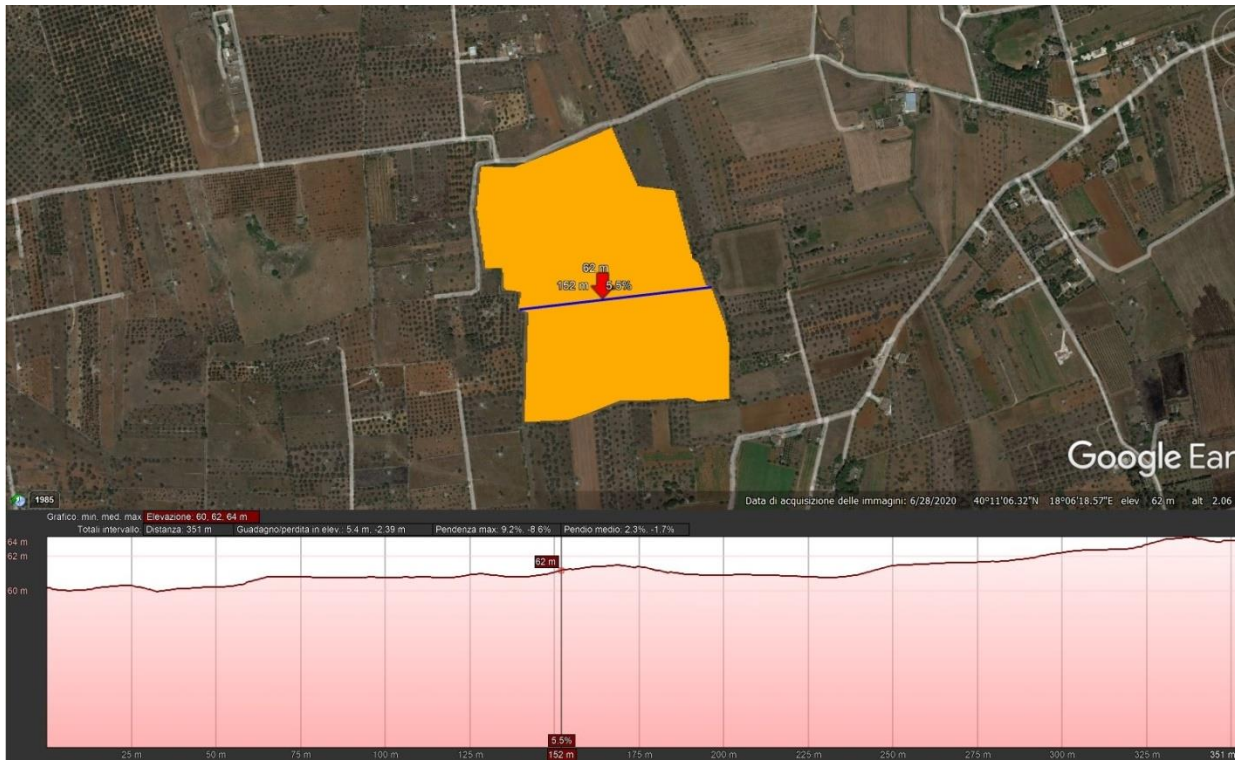 62 m
152 m 5.5%
Google Ear
1985
Data di acquisizione delle immagini: 6/28/2020 40°11'06.32"N 18°06'18.57"E elev 62 m alt 2.06
Grafico: min. med. max Elevazione: 60, 62, 64 m
Totali intervallo: Distanza: 351 m Guadagno/perdita in elev.: 5.4 m, -2.39 m Pendenza max: 9.2%, -8.6% Pendio medio: 2.3%, -1.7%
64 m
62 m
62 m
60 m
5.5%
25 m 50 m 75 m 100 m 125 m 152 m 175 m 200 m 225 m 250 m 275 m 300 m 325 m 351 m